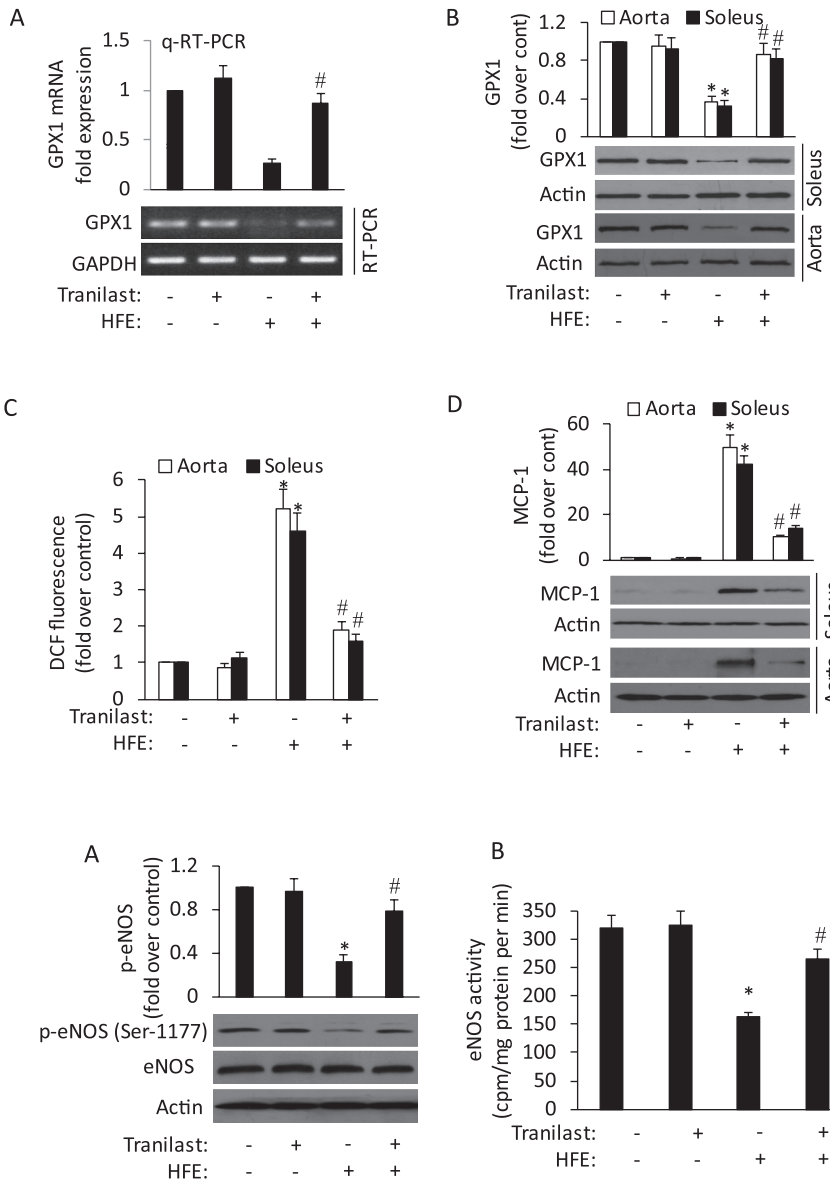 A
q-RT-PCR
GPX1 mRNA
fold expression
1.5
1
0.5
0
#
GPX1
GAPDH
RT-PCR
Tranilast: - + - +
HFE: - - + +
B
Aorta Soleus
GPX1
(fold over cont)
1.2
0.8
0.4
0
* *
# #
GPX1
Actin
Soleus
GPX1
Actin
Aorta
Tranilast: - + - +
HFE: - - + +
C
Aorta Soleus
DCF fluorescence
(fold over control)
6
5
4
3
2
1
0
* *
# #
Tranilast: - + - +
HFE: - - + +
D
Aorta Soleus
MCP-1
(fold over cont)
60
40
20
0
* *
# #
MCP-1
Actin
Soleus
MCP-1
Actin
Aorta
Tranilast: - + - +
HFE: - - + +
A
p-eNOS
(fold over control)
1.2
0.8
0.4
0
*
#
p-eNOS (Ser-1177)
eNOS
Actin
Tranilast: - + - +
HFE: - - + +
B
eNOS activity
(cpm/mg protein per min)
350
300
250
200
150
100
50
0
*
#
Tranilast: - + - +
HFE: - - + +